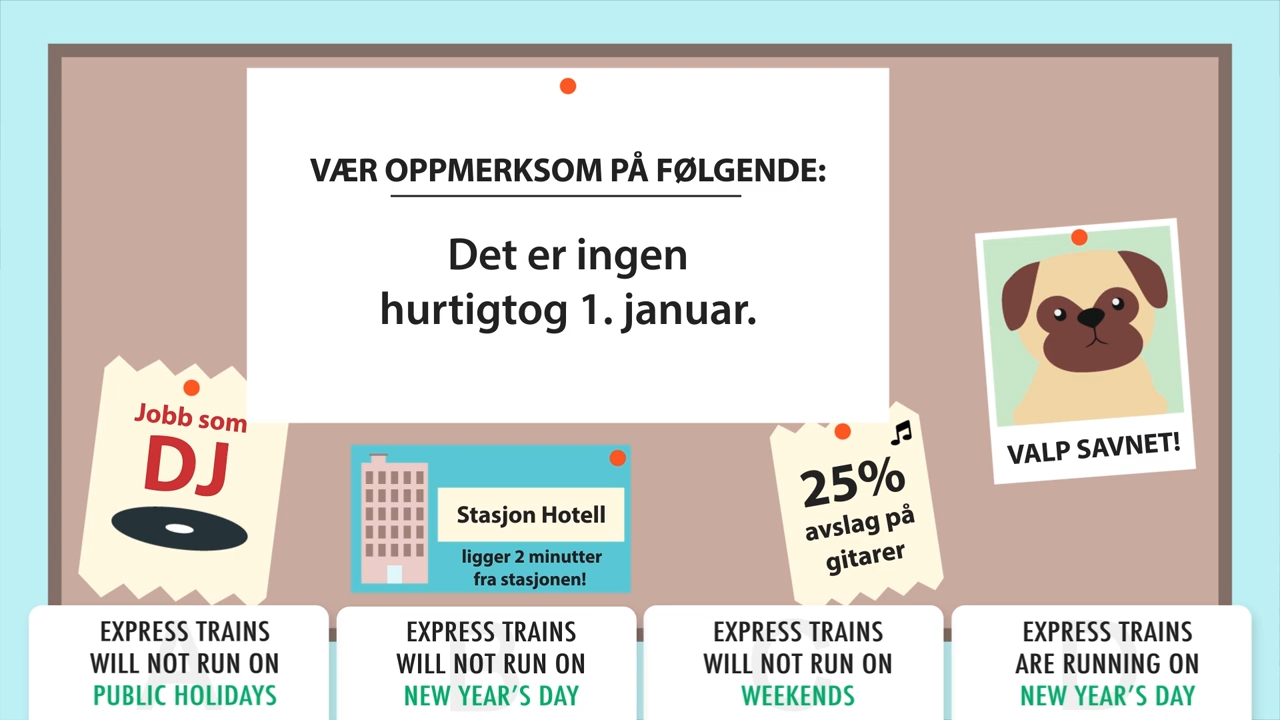 VÆR OPPMERKSOM PÅ FØLGENDE:
Det er ingen
hurtigtog 1. januar.
Jobb som
DJ
Stasjon Hotell
ligger 2 minutter
fra stasjonen!
25%
avslag på
gitarer
VALP SAVNET!
EXPRESS TRAINS
WILL NOT RUN ON
PUBLIC HOLIDAYS
EXPRESS TRAINS
WILL NOT RUN ON
NEW YEAR'S DAY
EXPRESS TRAINS
WILL NOT RUN ON
WEEKENDS
EXPRESS TRAINS
ARE RUNNING ON
NEW YEAR'S DAY